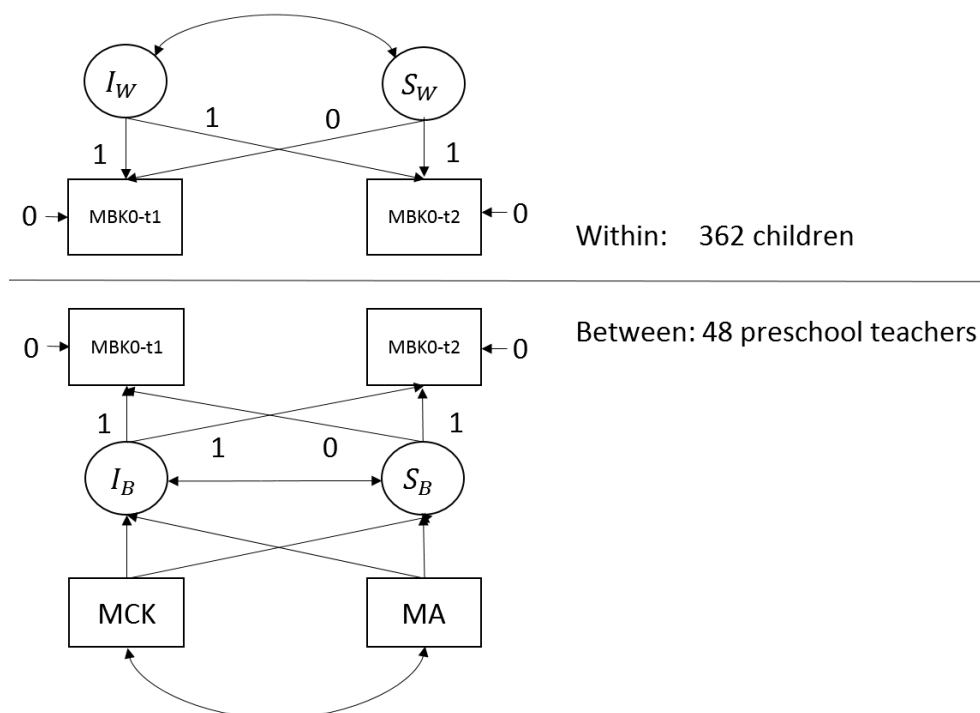 I_W
S_W
1
0
1
1
0
MBK0-t1
MBK0-t2
0
Within: 362 children
Between: 48 preschool teachers
0
MBK0-t1
MBK0-t2
0
1
1
0
1
I_B
S_B
MCK
MA